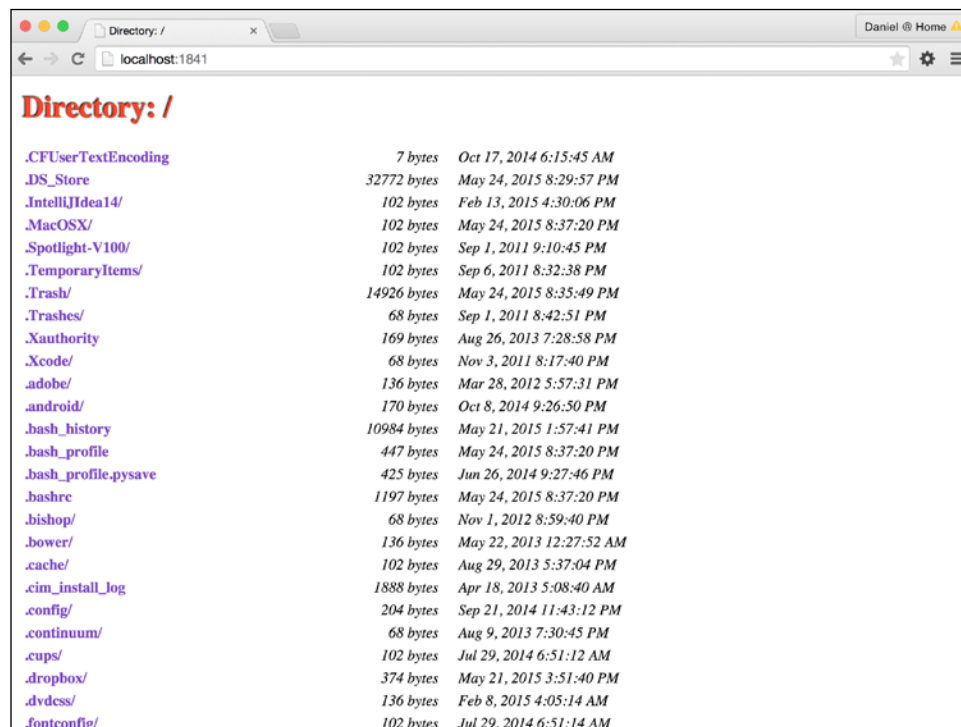 Directory: /
Daniel @ Home
localhost:1841
Directory: /
.CFUserTextEncoding 7 bytes Oct 17, 2014 6:15:45 AM
.DS_Store 32772 bytes May 24, 2015 8:29:57 PM
.IntelliJIdea14/ 102 bytes Feb 13, 2015 4:30:06 PM
.MacOSX/ 102 bytes May 24, 2015 8:37:20 PM
.Spotlight-V100/ 102 bytes Sep 1, 2011 9:10:45 PM
.TemporaryItems/ 102 bytes Sep 6, 2011 8:32:38 PM
.Trash/ 14926 bytes May 24, 2015 8:35:49 PM
.Trashes/ 68 bytes Sep 1, 2011 8:42:51 PM
.Xauthority 169 bytes Aug 26, 2013 7:28:58 PM
.Xcode/ 68 bytes Nov 3, 2011 8:17:40 PM
.adobe/ 136 bytes Mar 28, 2012 5:57:31 PM
.android/ 170 bytes Oct 8, 2014 9:26:50 PM
.bash_history 10984 bytes May 21, 2015 1:57:41 PM
.bash_profile 447 bytes May 24, 2015 8:37:20 PM
.bash_profile.pysave 425 bytes Jun 26, 2014 9:27:46 PM
.bashrc 1197 bytes May 24, 2015 8:37:20 PM
.bishop/ 68 bytes Nov 1, 2012 8:59:40 PM
.bower/ 136 bytes May 22, 2013 12:27:52 AM
.cache/ 102 bytes Aug 29, 2013 5:37:04 PM
.cim_install_log 1888 bytes Apr 18, 2013 5:08:40 AM
.config/ 204 bytes Sep 21, 2014 11:43:12 PM
.continuum/ 68 bytes Aug 9, 2013 7:30:45 PM
.cups/ 102 bytes Jul 29, 2014 6:51:12 AM
.dropbox/ 374 bytes May 21, 2015 3:51:40 PM
.dvdcss/ 136 bytes Feb 8, 2015 4:05:14 AM
.fontconfig/ 102 bytes Jul 29, 2014 6:51:14 AM